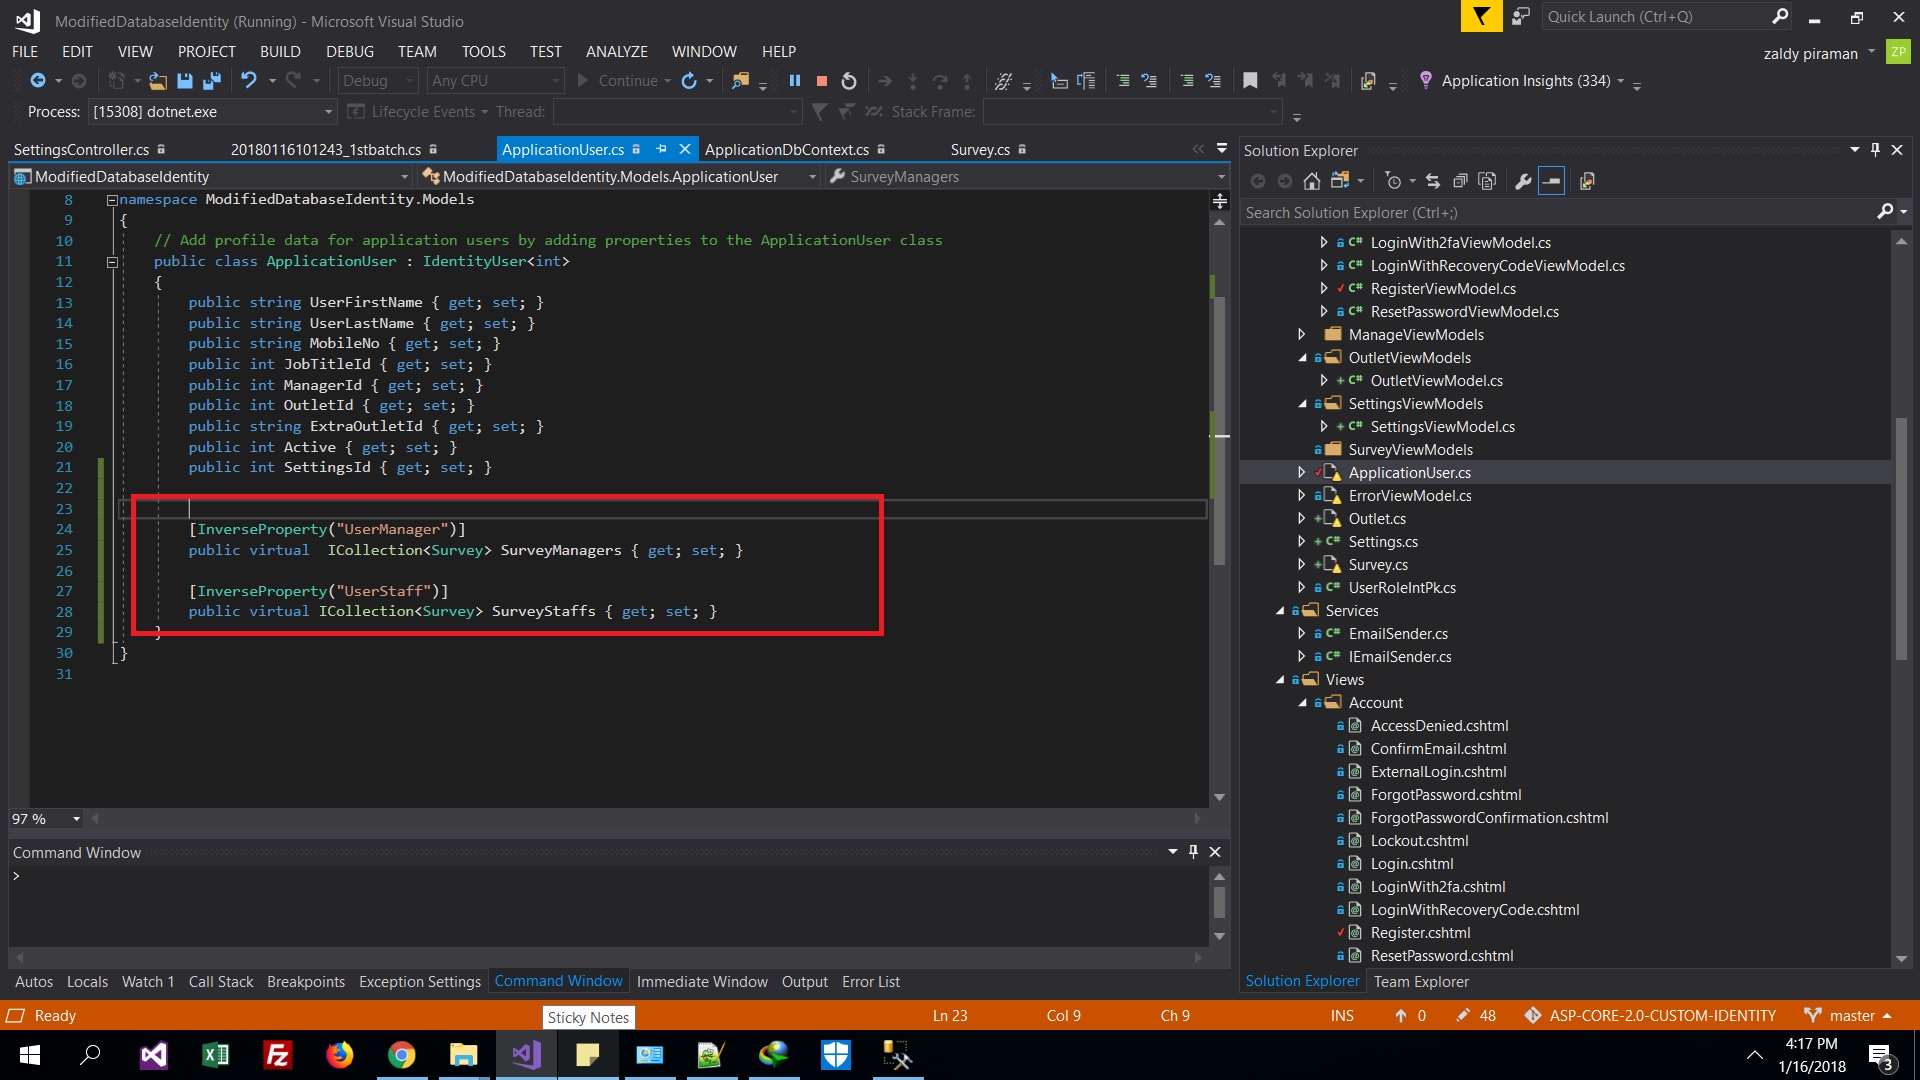 ModifiedDatabaseIdentity (Running) - Microsoft Visual Studio
Quick Launch (Ctrl+Q)
FILE EDIT VIEW PROJECT BUILD DEBUG TEAM TOOLS TEST ANALYZE WINDOW HELP
zaldy piraman ZP
Debug Any CPU Continue Application Insights (334)
Process: [15308] dotnet.exe Lifecycle Events Thread: Stack Frame:
SettingsController.cs 20180116101243_1stbatch.cs ApplicationUser.cs ApplicationDbContext.cs Survey.cs
ModifiedDatabaseIdentity ModifiedDatabaseIdentity.Models.ApplicationUser SurveyManagers
8 namespace ModifiedDatabaseIdentity.Models
9 {
10 // Add profile data for application users by adding properties to the ApplicationUser class
11 public class ApplicationUser : IdentityUser<int>
12 {
13 public string UserFirstName { get; set; }
14 public string UserLastName { get; set; }
15 public string MobileNo { get; set; }
16 public int JobTitleId { get; set; }
17 public int ManagerId { get; set; }
18 public int OutletId { get; set; }
19 public string ExtraOutletId { get; set; }
20 public int Active { get; set; }
21 public int SettingsId { get; set; }
22
23
24 [InverseProperty("UserManager")]
25 public virtual  ICollection<Survey> SurveyManagers { get; set; }
26
27 [InverseProperty("UserStaff")]
28 public virtual ICollection<Survey> SurveyStaffs { get; set; }
29 }
30 }
31
97 %
Command Window
>
Autos Locals Watch 1 Call Stack Breakpoints Exception Settings Command Window Immediate Window Output Error List
Solution Explorer
Search Solution Explorer (Ctrl+;)
LoginWith2faViewModel.cs
LoginWithRecoveryCodeViewModel.cs
RegisterViewModel.cs
ResetPasswordViewModel.cs
ManageViewModels
OutletViewModels
OutletViewModel.cs
SettingsViewModels
SettingsViewModel.cs
SurveyViewModels
ApplicationUser.cs
ErrorViewModel.cs
Outlet.cs
Settings.cs
Survey.cs
UserRoleIntPk.cs
Services
EmailSender.cs
IEmailSender.cs
Views
Account
AccessDenied.cshtml
ConfirmEmail.cshtml
ExternalLogin.cshtml
ForgotPassword.cshtml
ForgotPasswordConfirmation.cshtml
Lockout.cshtml
Login.cshtml
LoginWith2fa.cshtml
LoginWithRecoveryCode.cshtml
Register.cshtml
ResetPassword.cshtml
Solution Explorer Team Explorer
Ready Sticky Notes Ln 23 Col 9 Ch 9 INS 0 48 ASP-CORE-2.0-CUSTOM-IDENTITY master
4:17 PM
1/16/2018
3